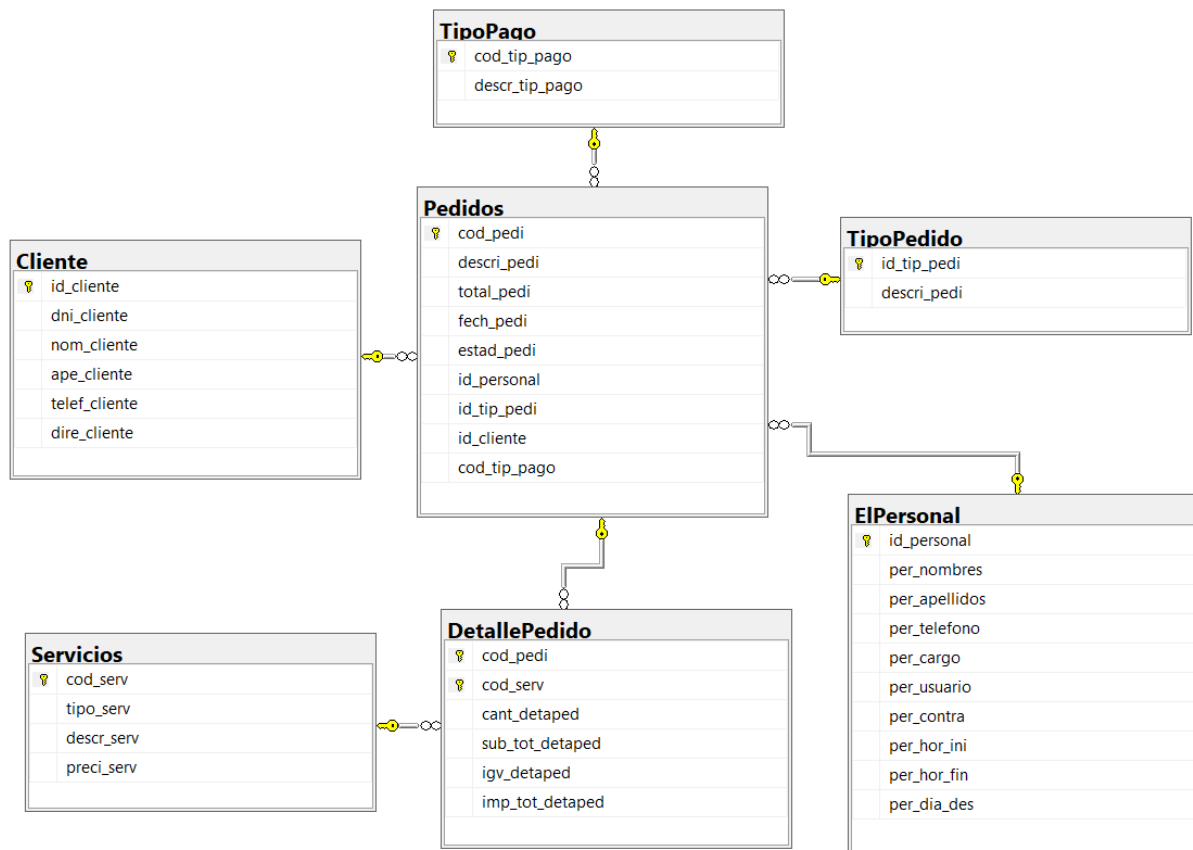 TipoPago
cod_tip_pago
descr_tip_pago
Pedidos
cod_pedi
descri_pedi
total_pedi
fech_pedi
estad_pedi
id_personal
id_tip_pedi
id_cliente
cod_tip_pago
TipoPedido
id_tip_pedi
descri_pedi
Cliente
id_cliente
dni_cliente
nom_cliente
ape_cliente
telef_cliente
dire_cliente
ElPersonal
id_personal
per_nombres
per_apellidos
per_telefono
per_cargo
per_usuario
per_contra
per_hor_ini
per_hor_fin
per_dia_des
Servicios
cod_serv
tipo_serv
descr_serv
preci_serv
DetallePedido
cod_pedi
cod_serv
cant_detaped
sub_tot_detaped
igv_detaped
imp_tot_detaped